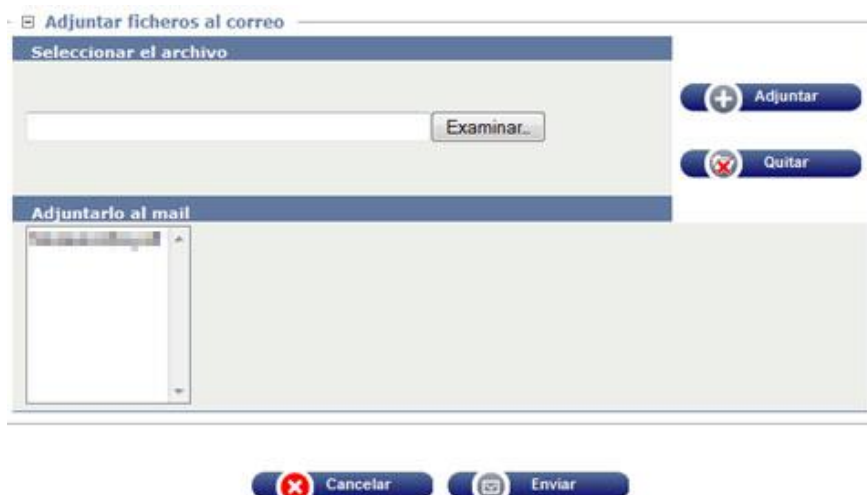 Adjuntar ficheros al correo
Seleccionar el archivo
Examinar..
Adjuntar
Quitar
Adjuntarlo al mail
Cancelar
Enviar